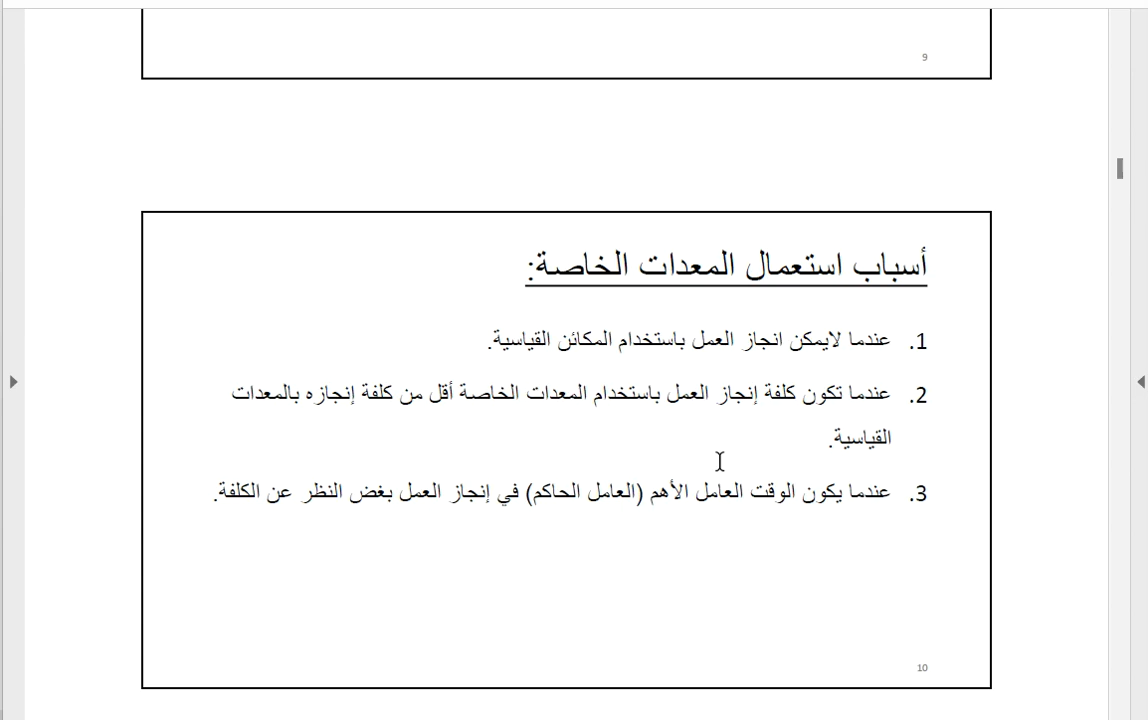 9
أسباب استعمال المعدات الخاصة:
1. عندما لايمكن انجاز العمل باستخدام المكائن القياسية.
2. عندما تكون كلفة إنجاز العمل باستخدام المعدات الخاصة أقل من كلفة إنجازه بالمعدات
القياسية.
3. عندما يكون الوقت العامل الأهم (العامل الحاكم) في إنجاز العمل بغض النظر عن الكلفة.
10